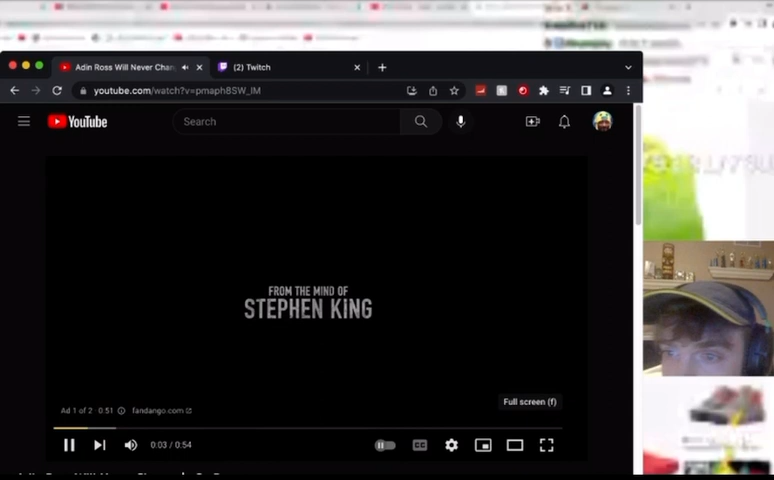 Adin Ross Will Never Chan
(2) Twitch
youtube.com/watch?v=pmaph8SW_IM
YouTube
Search
FROM THE MIND OF
STEPHEN KING
Full screen (f)
Ad 1 of 2 · 0:51
fandango.com
0:03 / 0:54
CC